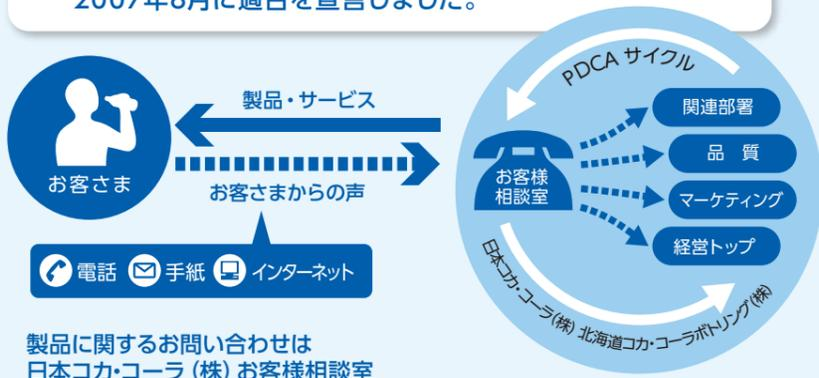 2007年8月に適合を宣言しました。
PDCA サイクル
製品・サービス
お客さま
お客さまからの声
電話 手紙 インターネット
お客様
相談室
関連部署
品 質
マーケティング
経営トップ
日本コカ・コーラ(株) 北海道コカ・コーラボトリング(株)
製品に関するお問い合わせは
日本コカ・コーラ(株)お客様相談室